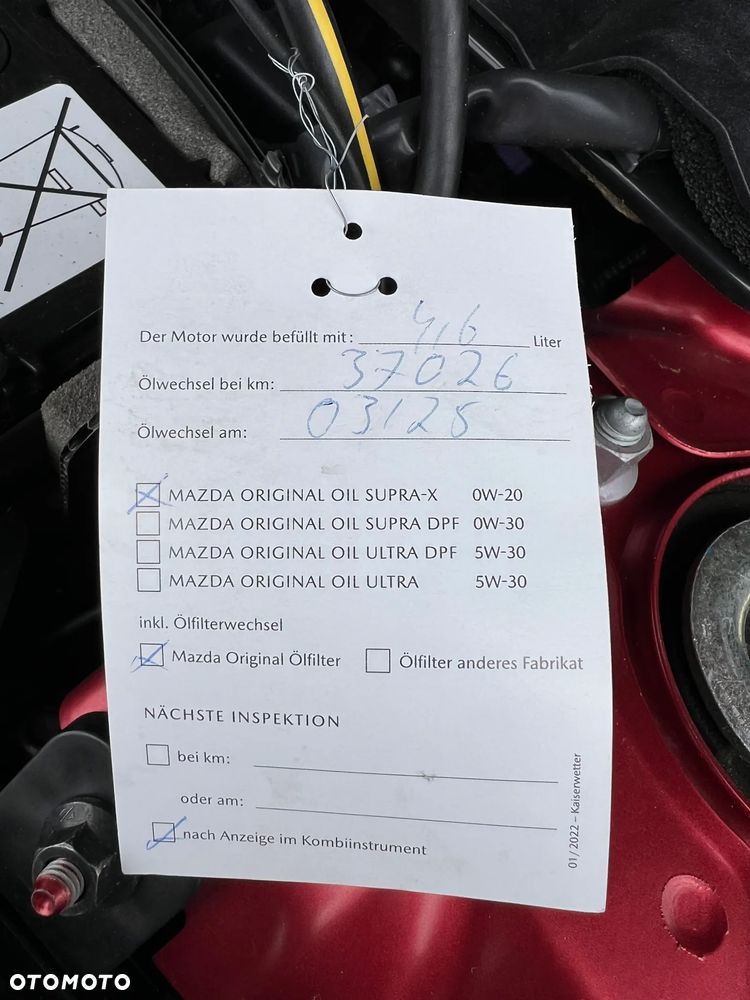 Der Motor wurde befüllt mit: 4,6 Liter
Ölwechsel bei km: 37026
Ölwechsel am: 03/25
MAZDA ORIGINAL OIL SUPRA-X 0W-20
MAZDA ORIGINAL OIL SUPRA DPF 0W-30
MAZDA ORIGINAL OIL ULTRA DPF 5W-30
MAZDA ORIGINAL OIL ULTRA 5W-30
inkl. Ölfilterwechsel
Mazda Original Ölfilter Ölfilter anderes Fabrikat
NÄCHSTE INSPEKTION
bei km:
oder am:
nach Anzeige im Kombiinstrument
01/2022 – Kaiserwetter
OTOMOTO